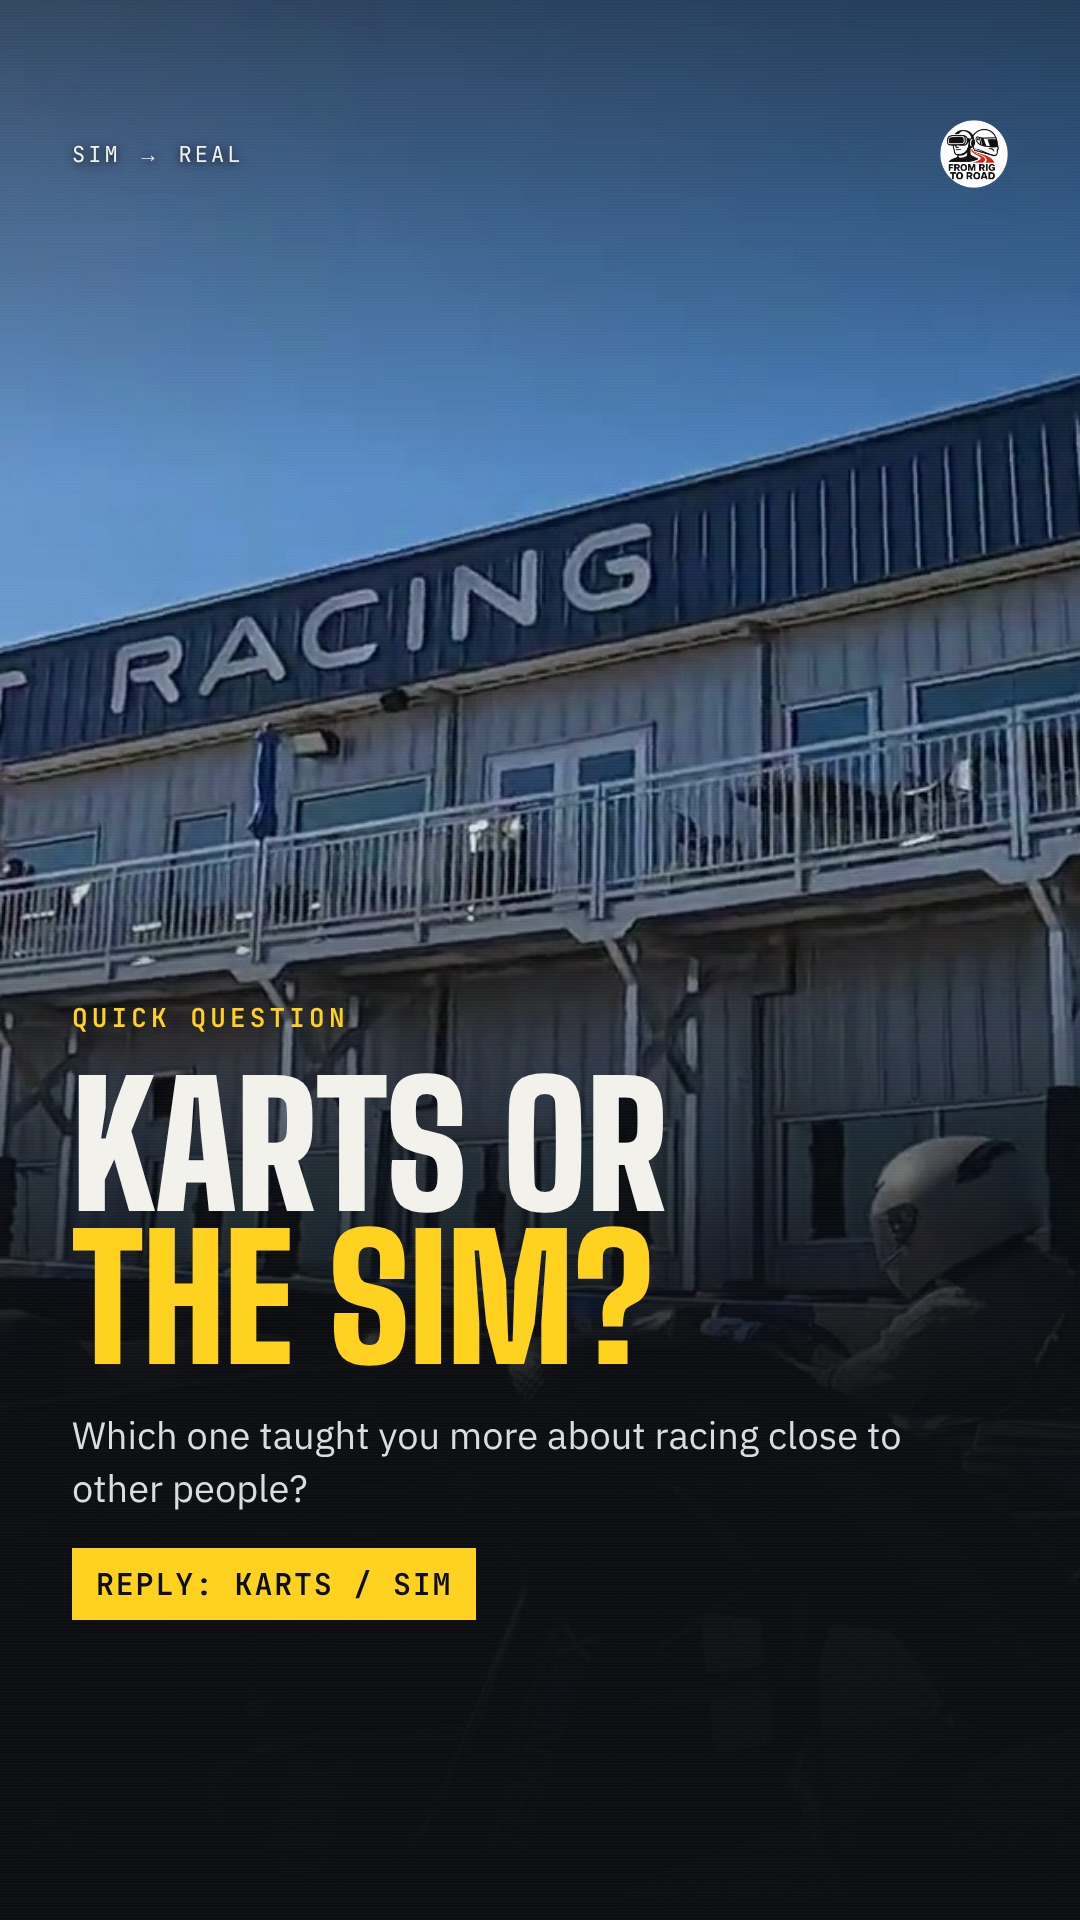 SIM → REAL
FROM RIG
TO ROAD
RACING
QUICK QUESTION
KARTS OR
THE SIM?
Which one taught you more about racing close to
other people?
REPLY: KARTS / SIM